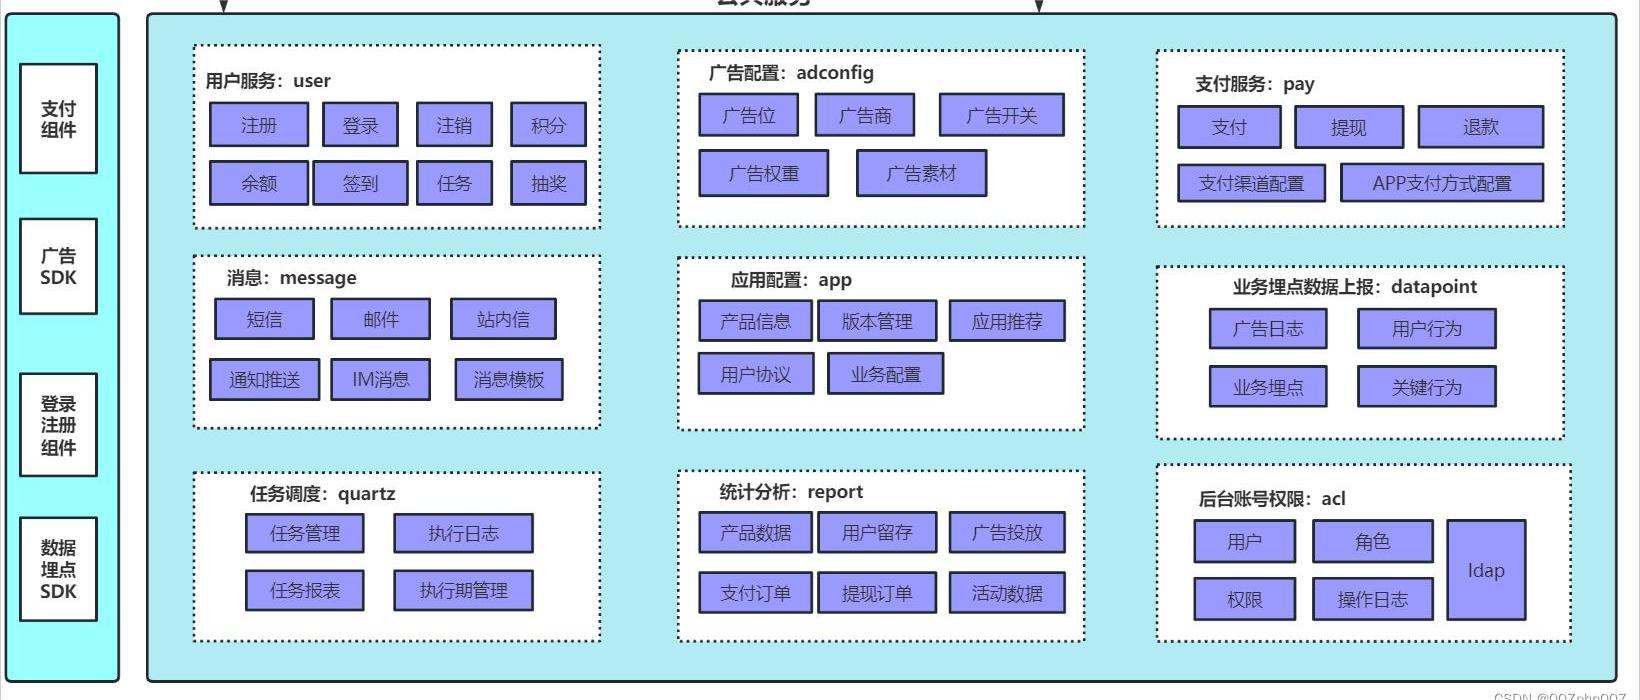 公共服务
支付
组件
广告
SDK
登录
注册
组件
数据
埋点
SDK
用户服务：user
注册
登录
注销
积分
余额
签到
任务
抽奖
广告配置：adconfig
广告位
广告商
广告开关
广告权重
广告素材
支付服务：pay
支付
提现
退款
支付渠道配置
APP支付方式配置
消息：message
短信
邮件
站内信
通知推送
IM消息
消息模板
应用配置：app
产品信息
版本管理
应用推荐
用户协议
业务配置
业务埋点数据上报：datapoint
广告日志
用户行为
业务埋点
关键行为
任务调度：quartz
任务管理
执行日志
任务报表
执行期管理
统计分析：report
产品数据
用户留存
广告投放
支付订单
提现订单
活动数据
后台账号权限：acl
用户
角色
ldap
权限
操作日志
CSDN @007php007